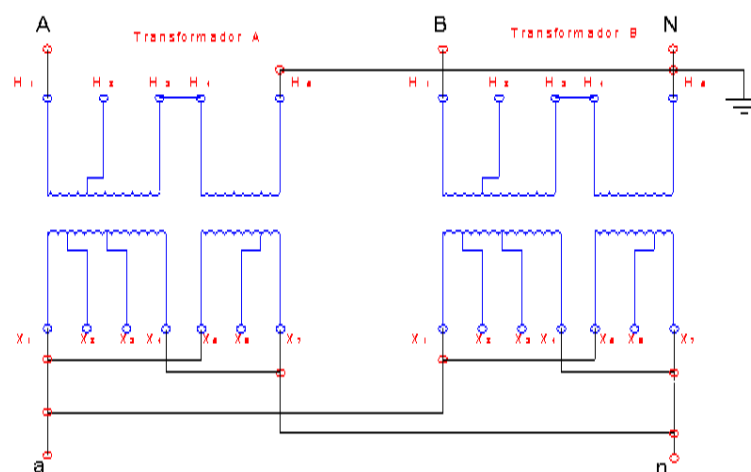 A B N
Transformador A Transformador B
H1 H2 H3 H4 H5 H1 H2 H3 H4 H5
X1 X2 X3 X4 X5 X6 X7 X1 X2 X3 X4 X5 X6 X7
a n